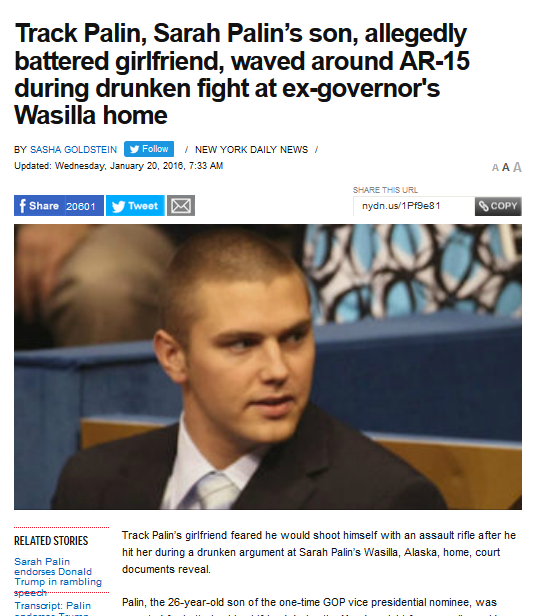 Track Palin, Sarah Palin's son, allegedly
battered girlfriend, waved around AR-15
during drunken fight at ex-governor's
Wasilla home
BY SASHA GOLDSTEIN Follow / NEW YORK DAILY NEWS /
Updated: Wednesday, January 20, 2016, 7:33 AM
A A A
SHARE THIS URL
Share 20601 Tweet nydn.us/1Pf9e81 COPY
RELATED STORIES
Sarah Palin
endorses Donald
Trump in rambling
speech
Transcript: Palin
endorses Trump
Track Palin's girlfriend feared he would shoot himself with an assault rifle after he
hit her during a drunken argument at Sarah Palin's Wasilla, Alaska, home, court
documents reveal.
Palin, the 26-year-old son of the one-time GOP vice presidential nominee, was